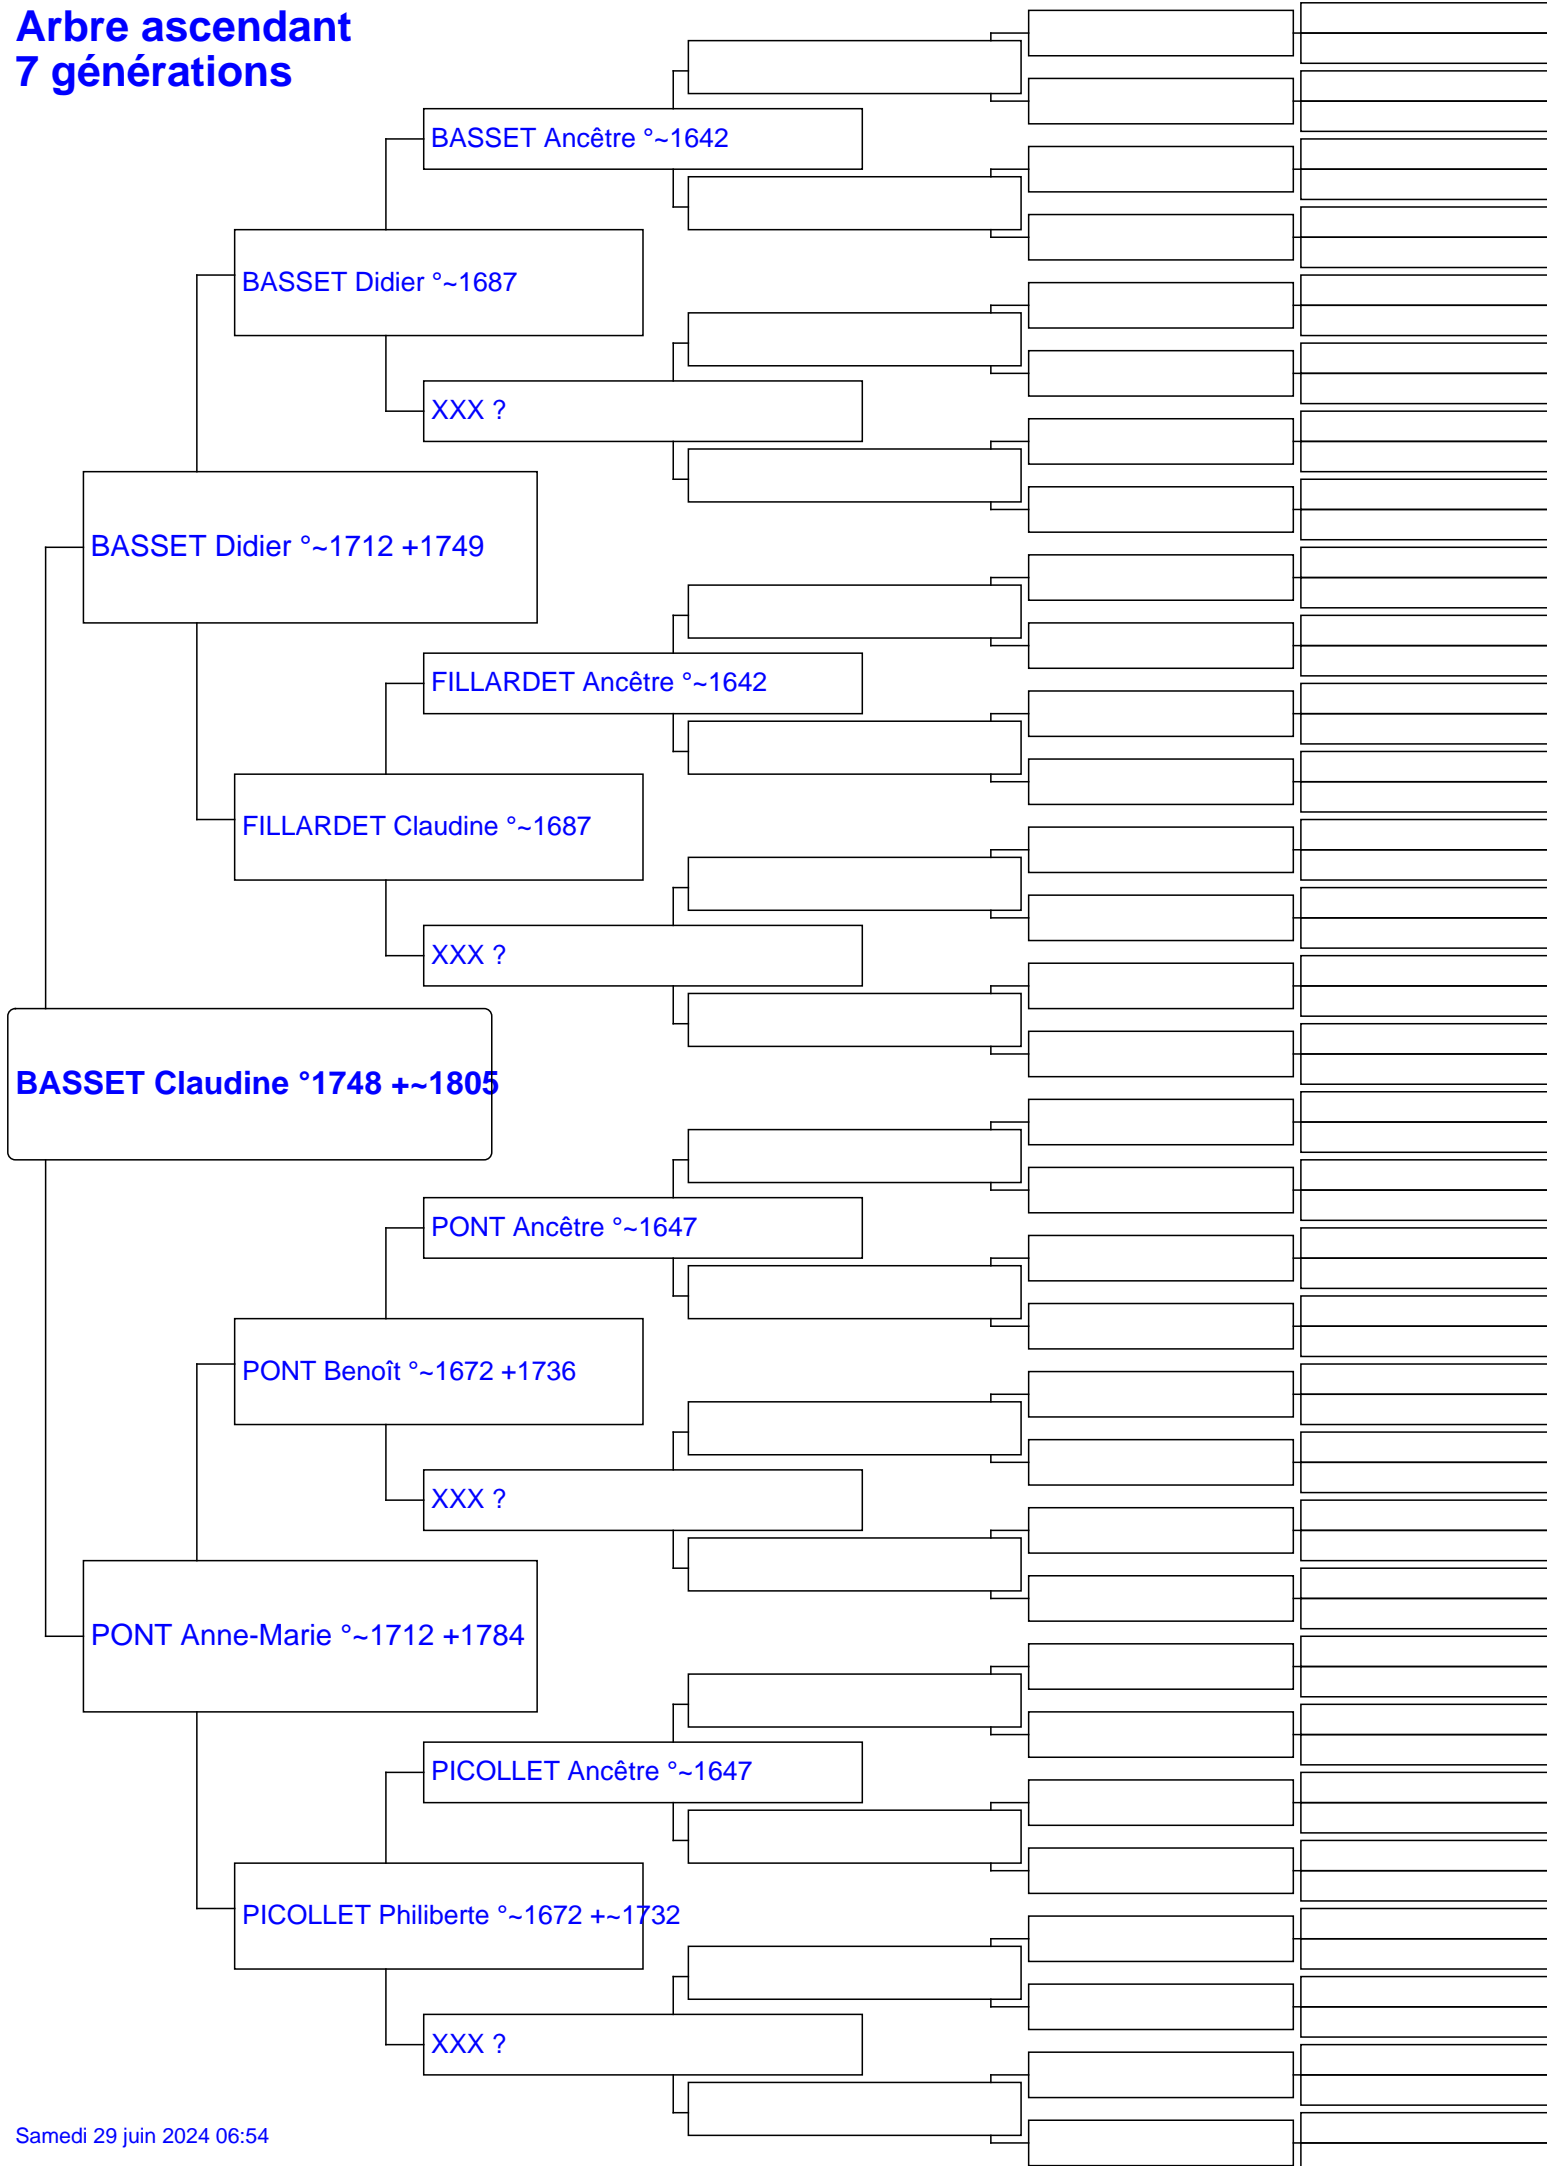 Arbre ascendant
7 générations
BASSET Ancêtre °~1642
BASSET Didier °~1687
XXX ?
BASSET Didier °~1712 +1749
FILLARDET Ancêtre °~1642
FILLARDET Claudine °~1687
XXX ?
BASSET Claudine °1748 +~1805
PONT Ancêtre °~1647
PONT Benoît °~1672 +1736
XXX ?
PONT Anne-Marie °~1712 +1784
PICOLLET Ancêtre °~1647
PICOLLET Philiberte °~1672 +~1732
XXX ?
Samedi 29 juin 2024 06:54